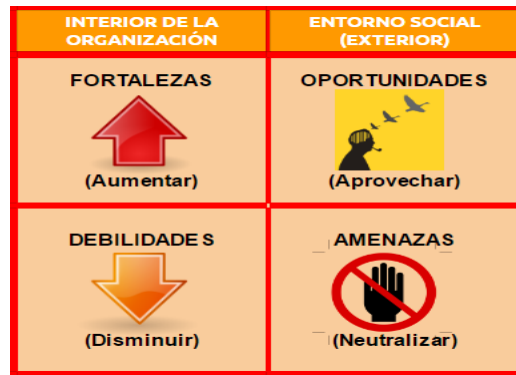 INTERIOR DE LA
ORGANIZACIÓN
ENTORNO SOCIAL
(EXTERIOR)
FORTALEZAS
(Aumentar)
OPORTUNIDADES
(Aprovechar)
DEBILIDADES
(Disminuir)
AMENAZAS
(Neutralizar)